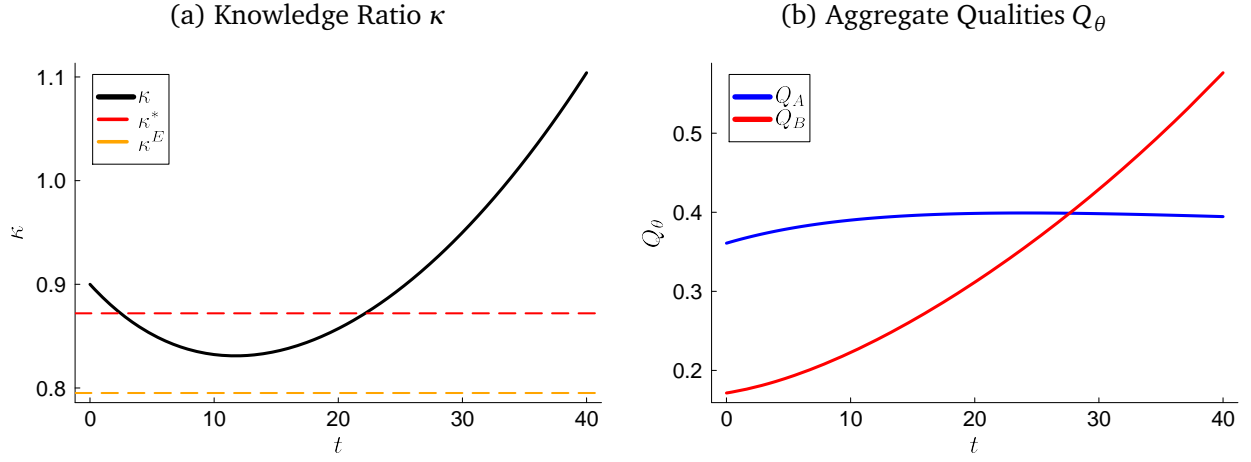 (a) Knowledge Ratio κ
1.1
1.0
0.9
0.8
κ
κ
κ*
κ^E
0 10 20 30 40
t
(b) Aggregate Qualities Q_θ
0.5
0.4
0.3
0.2
Q_θ
Q_A
Q_B
0 10 20 30 40
t